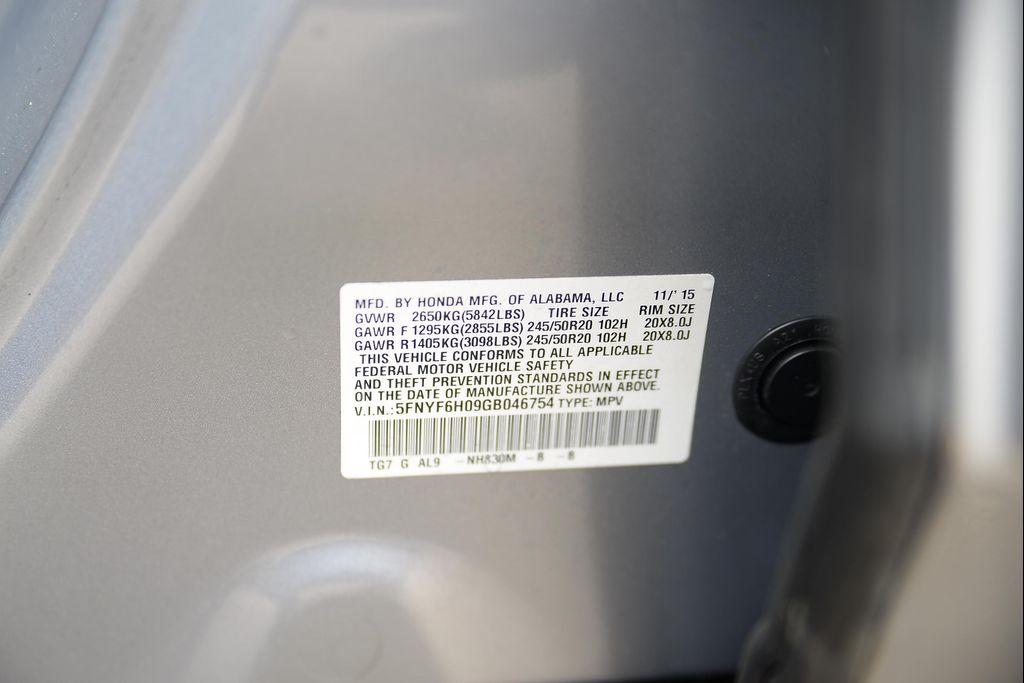 MFD. BY HONDA MFG. OF ALABAMA, LLC 11/'15
GVWR 2650KG(5842LBS) TIRE SIZE RIM SIZE
GAWR F 1295KG(2855LBS) 245/50R20 102H 20X8.0J
GAWR R 1405KG(3098LBS) 245/50R20 102H 20X8.0J
THIS VEHICLE CONFORMS TO ALL APPLICABLE
FEDERAL MOTOR VEHICLE SAFETY
AND THEFT PREVENTION STANDARDS IN EFFECT
ON THE DATE OF MANUFACTURE SHOWN ABOVE.
V.I.N.: 5FNYF6H09GB046754 TYPE: MPV
TG7 G AL9 -NH830M -B -B